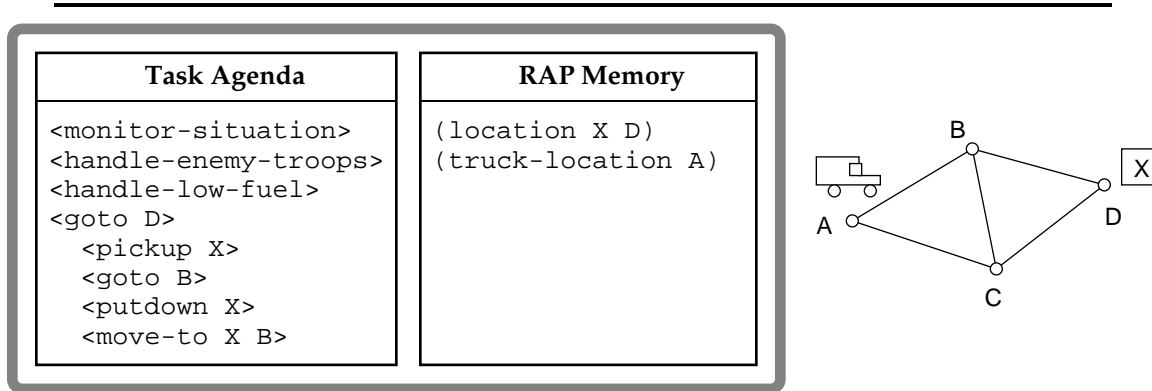 Task Agenda
<monitor-situation>
<handle-enemy-troops>
<handle-low-fuel>
<goto D>
<pickup X>
<goto B>
<putdown X>
<move-to X B>
RAP Memory
(location X D)
(truck-location A)
B
X
A
D
C